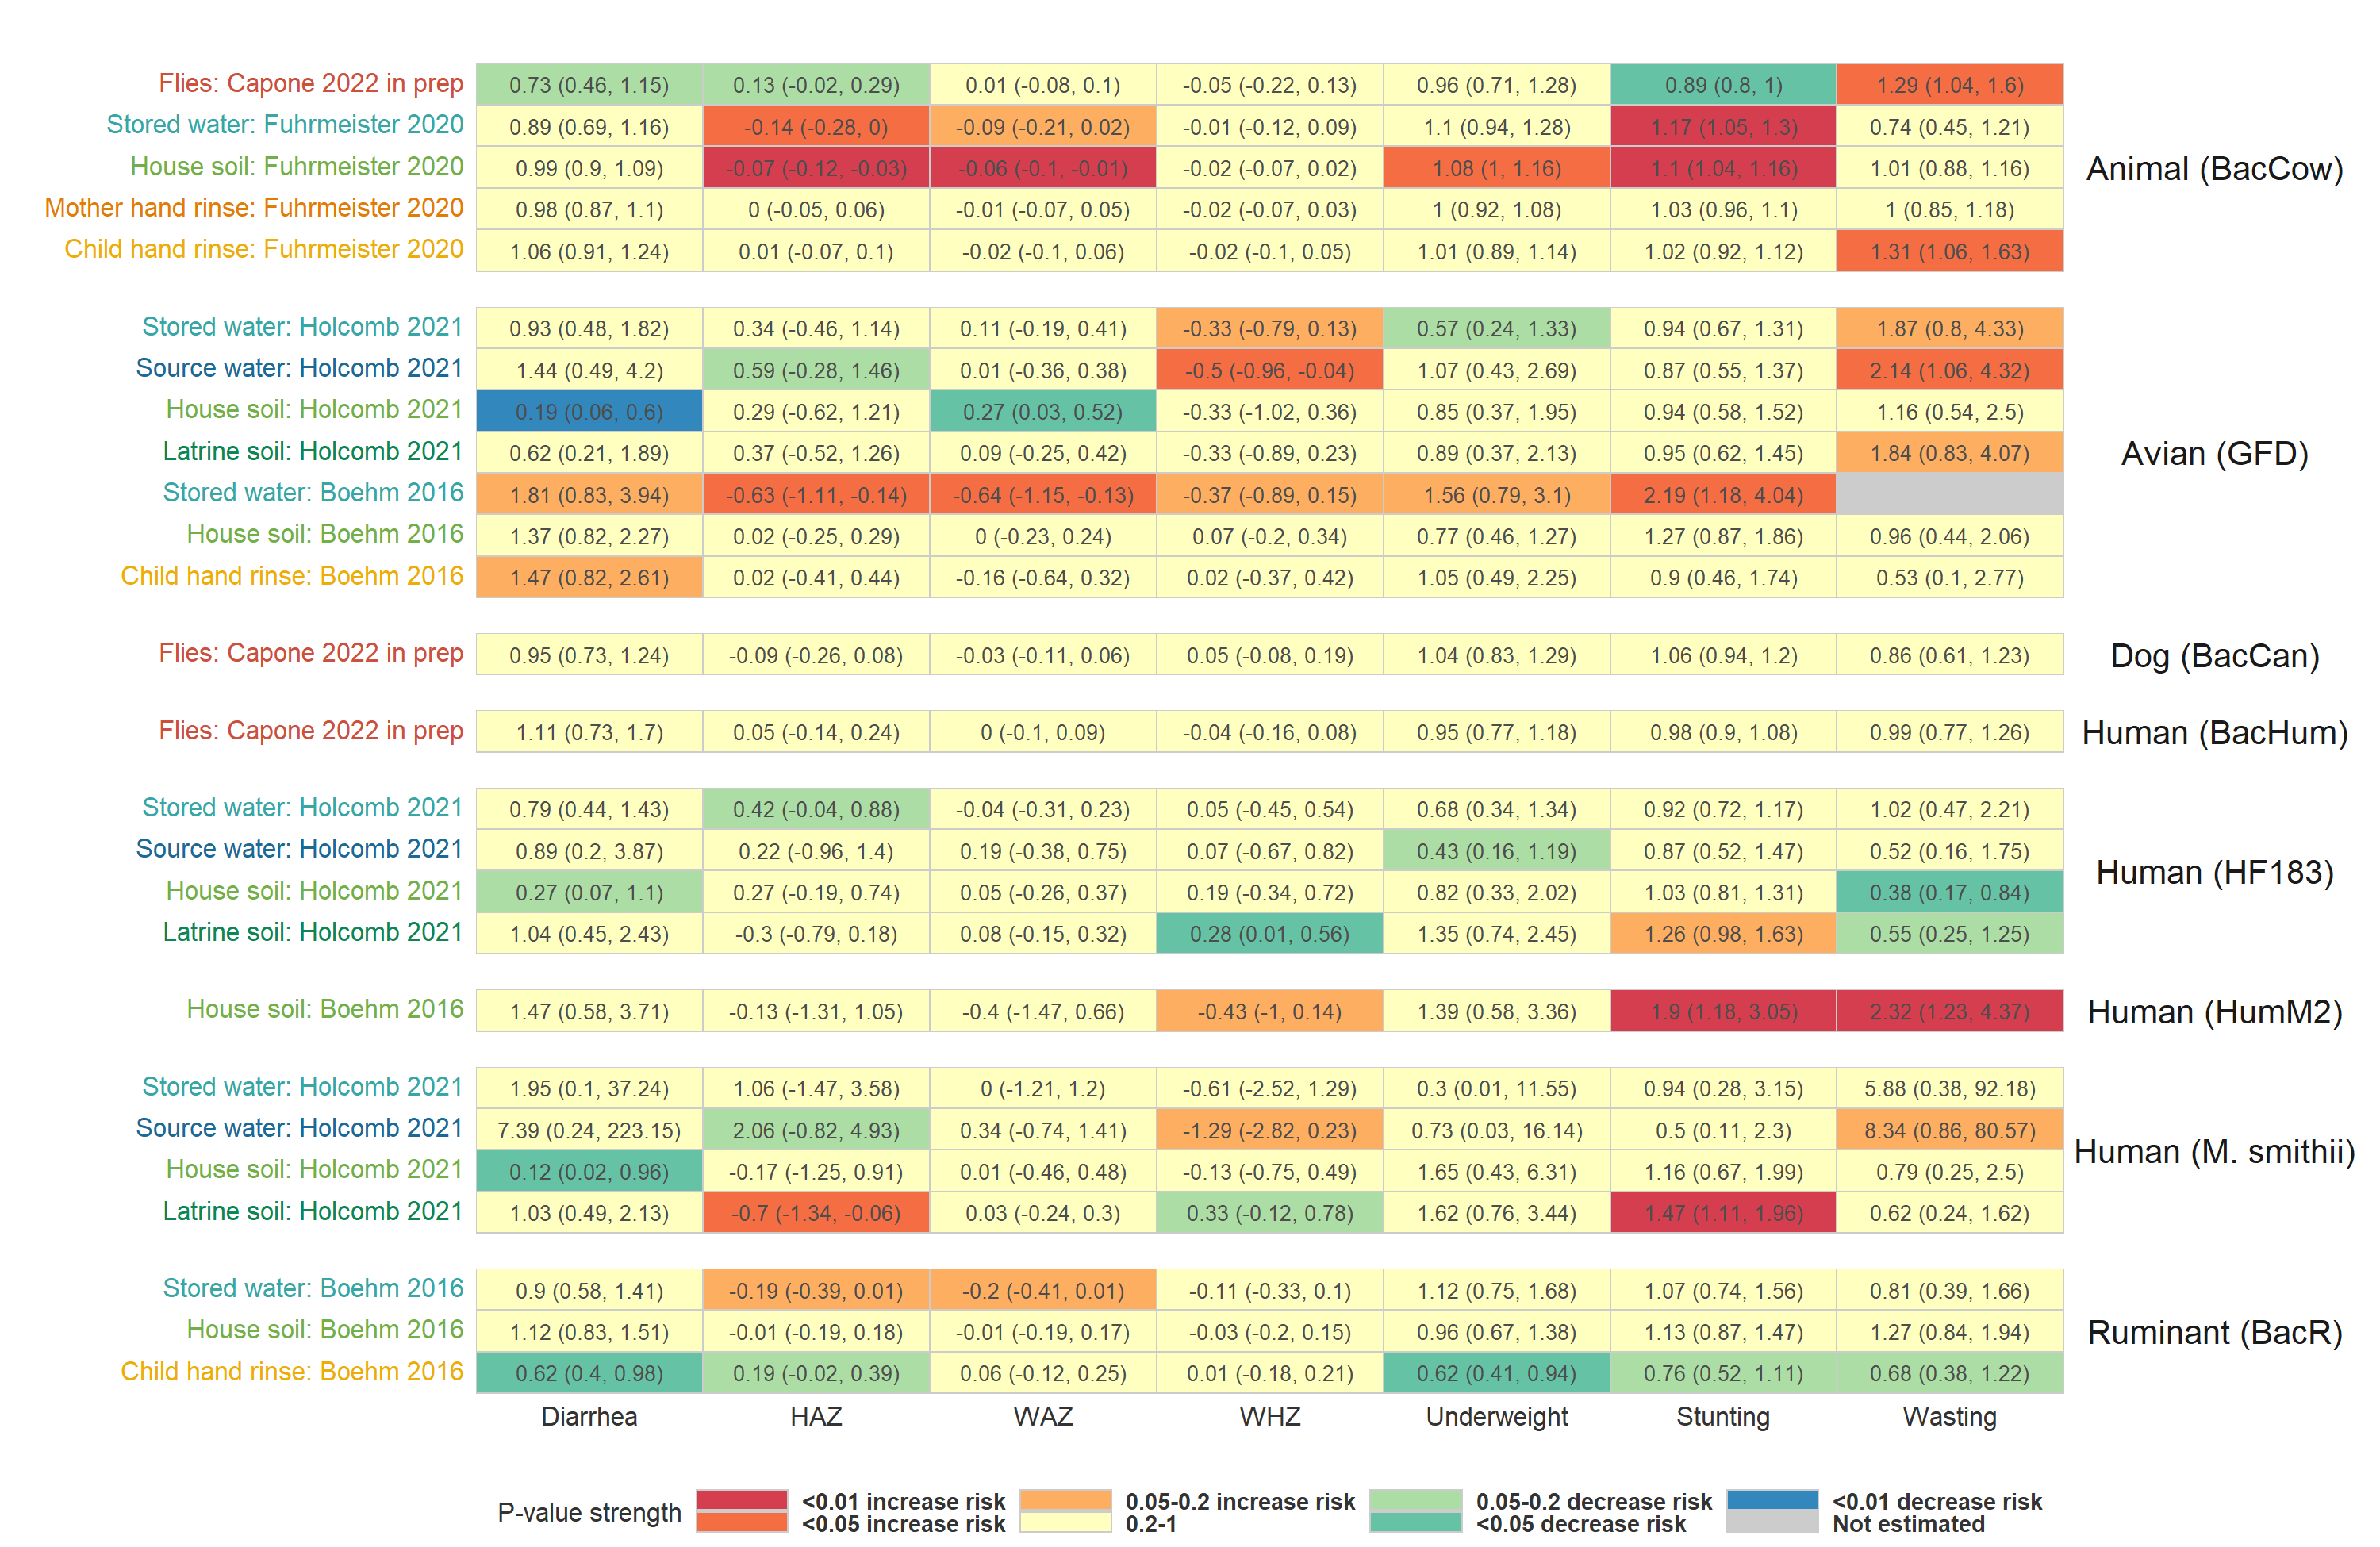 Flies: Capone 2022 in prep 0.73 (0.46, 1.15) 0.13 (-0.02, 0.29) 0.01 (-0.08, 0.1) -0.05 (-0.22, 0.13) 0.96 (0.71, 1.28) 0.89 (0.8, 1) 1.29 (1.04, 1.6)
Stored water: Fuhrmeister 2020 0.89 (0.69, 1.16) -0.14 (-0.28, 0) -0.09 (-0.21, 0.02) -0.01 (-0.12, 0.09) 1.1 (0.94, 1.28) 1.17 (1.05, 1.3) 0.74 (0.45, 1.21)
House soil: Fuhrmeister 2020 0.99 (0.9, 1.09) -0.07 (-0.12, -0.03) -0.06 (-0.1, -0.01) -0.02 (-0.07, 0.02) 1.08 (1, 1.16) 1.1 (1.04, 1.16) 1.01 (0.88, 1.16) Animal (BacCow)
Mother hand rinse: Fuhrmeister 2020 0.98 (0.87, 1.1) 0 (-0.05, 0.06) -0.01 (-0.07, 0.05) -0.02 (-0.07, 0.03) 1 (0.92, 1.08) 1.03 (0.96, 1.1) 1 (0.85, 1.18)
Child hand rinse: Fuhrmeister 2020 1.06 (0.91, 1.24) 0.01 (-0.07, 0.1) -0.02 (-0.1, 0.06) -0.02 (-0.1, 0.05) 1.01 (0.89, 1.14) 1.02 (0.92, 1.12) 1.31 (1.06, 1.63)
Stored water: Holcomb 2021 0.93 (0.48, 1.82) 0.34 (-0.46, 1.14) 0.11 (-0.19, 0.41) -0.33 (-0.79, 0.13) 0.57 (0.24, 1.33) 0.94 (0.67, 1.31) 1.87 (0.8, 4.33)
Source water: Holcomb 2021 1.44 (0.49, 4.2) 0.59 (-0.28, 1.46) 0.01 (-0.36, 0.38) -0.5 (-0.96, -0.04) 1.07 (0.43, 2.69) 0.87 (0.55, 1.37) 2.14 (1.06, 4.32)
House soil: Holcomb 2021 0.19 (0.06, 0.6) 0.29 (-0.62, 1.21) 0.27 (0.03, 0.52) -0.33 (-1.02, 0.36) 0.85 (0.37, 1.95) 0.94 (0.58, 1.52) 1.16 (0.54, 2.5)
Latrine soil: Holcomb 2021 0.62 (0.21, 1.89) 0.37 (-0.52, 1.26) 0.09 (-0.25, 0.42) -0.33 (-0.89, 0.23) 0.89 (0.37, 2.13) 0.95 (0.62, 1.45) 1.84 (0.83, 4.07) Avian (GFD)
Stored water: Boehm 2016 1.81 (0.83, 3.94) -0.63 (-1.11, -0.14) -0.64 (-1.15, -0.13) -0.37 (-0.89, 0.15) 1.56 (0.79, 3.1) 2.19 (1.18, 4.04)
House soil: Boehm 2016 1.37 (0.82, 2.27) 0.02 (-0.25, 0.29) 0 (-0.23, 0.24) 0.07 (-0.2, 0.34) 0.77 (0.46, 1.27) 1.27 (0.87, 1.86) 0.96 (0.44, 2.06)
Child hand rinse: Boehm 2016 1.47 (0.82, 2.61) 0.02 (-0.41, 0.44) -0.16 (-0.64, 0.32) 0.02 (-0.37, 0.42) 1.05 (0.49, 2.25) 0.9 (0.46, 1.74) 0.53 (0.1, 2.77)
Flies: Capone 2022 in prep 0.95 (0.73, 1.24) -0.09 (-0.26, 0.08) -0.03 (-0.11, 0.06) 0.05 (-0.08, 0.19) 1.04 (0.83, 1.29) 1.06 (0.94, 1.2) 0.86 (0.61, 1.23) Dog (BacCan)
Flies: Capone 2022 in prep 1.11 (0.73, 1.7) 0.05 (-0.14, 0.24) 0 (-0.1, 0.09) -0.04 (-0.16, 0.08) 0.95 (0.77, 1.18) 0.98 (0.9, 1.08) 0.99 (0.77, 1.26) Human (BacHum)
Stored water: Holcomb 2021 0.79 (0.44, 1.43) 0.42 (-0.04, 0.88) -0.04 (-0.31, 0.23) 0.05 (-0.45, 0.54) 0.68 (0.34, 1.34) 0.92 (0.72, 1.17) 1.02 (0.47, 2.21)
Source water: Holcomb 2021 0.89 (0.2, 3.87) 0.22 (-0.96, 1.4) 0.19 (-0.38, 0.75) 0.07 (-0.67, 0.82) 0.43 (0.16, 1.19) 0.87 (0.52, 1.47) 0.52 (0.16, 1.75)
House soil: Holcomb 2021 0.27 (0.07, 1.1) 0.27 (-0.19, 0.74) 0.05 (-0.26, 0.37) 0.19 (-0.34, 0.72) 0.82 (0.33, 2.02) 1.03 (0.81, 1.31) 0.38 (0.17, 0.84) Human (HF183)
Latrine soil: Holcomb 2021 1.04 (0.45, 2.43) -0.3 (-0.79, 0.18) 0.08 (-0.15, 0.32) 0.28 (0.01, 0.56) 1.35 (0.74, 2.45) 1.26 (0.98, 1.63) 0.55 (0.25, 1.25)
House soil: Boehm 2016 1.47 (0.58, 3.71) -0.13 (-1.31, 1.05) -0.4 (-1.47, 0.66) -0.43 (-1, 0.14) 1.39 (0.58, 3.36) 1.9 (1.18, 3.05) 2.32 (1.23, 4.37) Human (HumM2)
Stored water: Holcomb 2021 1.95 (0.1, 37.24) 1.06 (-1.47, 3.58) 0 (-1.21, 1.2) -0.61 (-2.52, 1.29) 0.3 (0.01, 11.55) 0.94 (0.28, 3.15) 5.88 (0.38, 92.18)
Source water: Holcomb 2021 7.39 (0.24, 223.15) 2.06 (-0.82, 4.93) 0.34 (-0.74, 1.41) -1.29 (-2.82, 0.23) 0.73 (0.03, 16.14) 0.5 (0.11, 2.3) 8.34 (0.86, 80.57)
House soil: Holcomb 2021 0.12 (0.02, 0.96) -0.17 (-1.25, 0.91) 0.01 (-0.46, 0.48) -0.13 (-0.75, 0.49) 1.65 (0.43, 6.31) 1.16 (0.67, 1.99) 0.79 (0.25, 2.5) Human (M. smithii)
Latrine soil: Holcomb 2021 1.03 (0.49, 2.13) -0.7 (-1.34, -0.06) 0.03 (-0.24, 0.3) 0.33 (-0.12, 0.78) 1.62 (0.76, 3.44) 1.47 (1.11, 1.96) 0.62 (0.24, 1.62)
Stored water: Boehm 2016 0.9 (0.58, 1.41) -0.19 (-0.39, 0.01) -0.2 (-0.41, 0.01) -0.11 (-0.33, 0.1) 1.12 (0.75, 1.68) 1.07 (0.74, 1.56) 0.81 (0.39, 1.66)
House soil: Boehm 2016 1.12 (0.83, 1.51) -0.01 (-0.19, 0.18) -0.01 (-0.19, 0.17) -0.03 (-0.2, 0.15) 0.96 (0.67, 1.38) 1.13 (0.87, 1.47) 1.27 (0.84, 1.94) Ruminant (BacR)
Child hand rinse: Boehm 2016 0.62 (0.4, 0.98) 0.19 (-0.02, 0.39) 0.06 (-0.12, 0.25) 0.01 (-0.18, 0.21) 0.62 (0.41, 0.94) 0.76 (0.52, 1.11) 0.68 (0.38, 1.22)
Diarrhea HAZ WAZ WHZ Underweight Stunting Wasting
P-value strength
<0.01 increase risk 0.05-0.2 increase risk 0.05-0.2 decrease risk <0.01 decrease risk
<0.05 increase risk 0.2-1 <0.05 decrease risk Not estimated